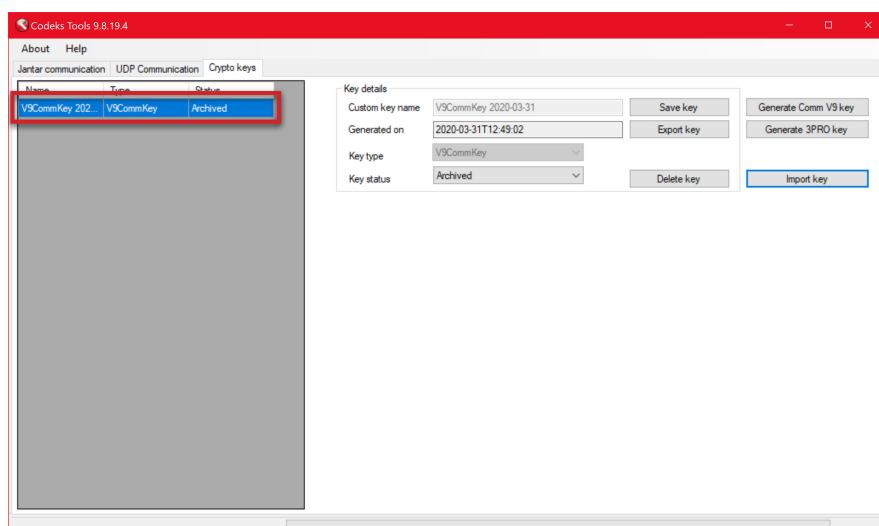 Codeks Tools 9.8.19.4
About Help
Jantar communication UDP Communication Crypto keys
Name Type Status
V9CommKey 202... V9CommKey Archived
Key details
Custom key name V9CommKey 2020-03-31 Save key Generate Comm V9 key
Generated on 2020-03-31T12:49:02 Export key Generate 3PRO key
Key type V9CommKey
Key status Archived Delete key Import key